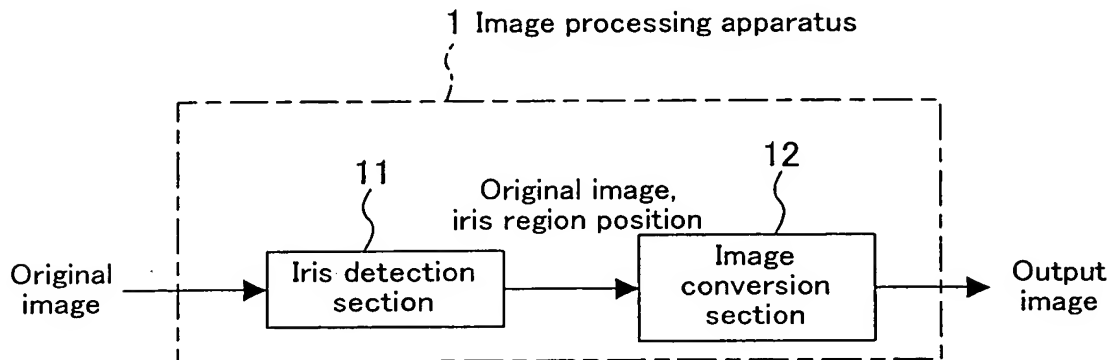 1 Image processing apparatus
11
12
Original image,
iris region position
Original
image
Iris detection
section
Image
conversion
section
Output
image